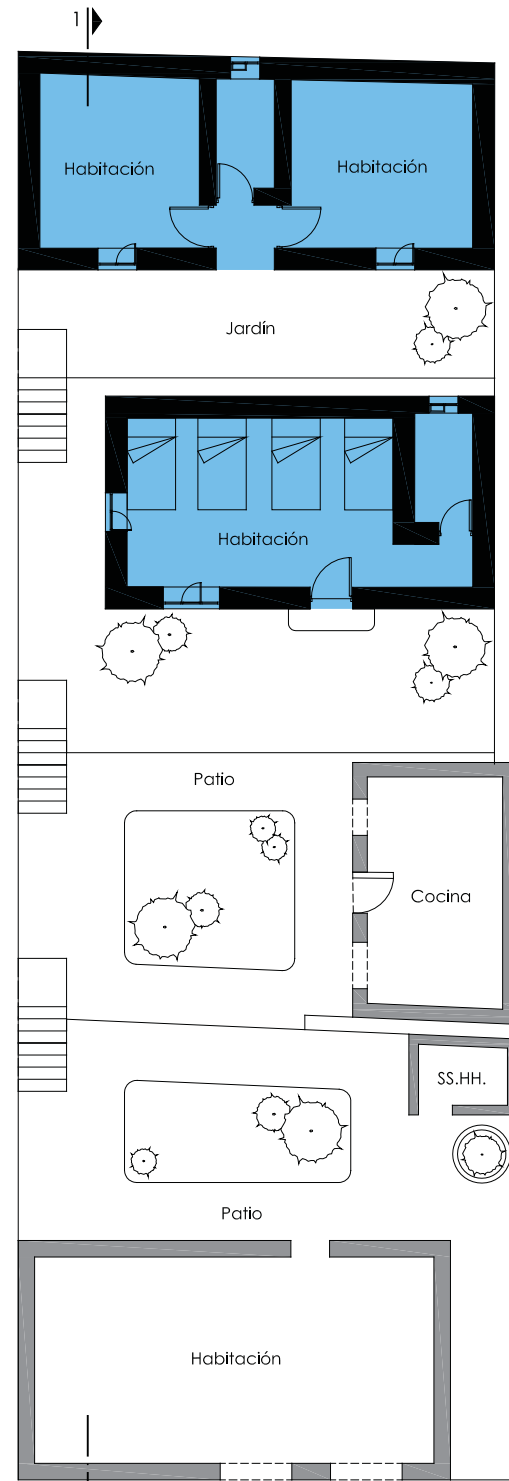 1
Habitación
Habitación
Jardín
Habitación
Patio
Cocina
SS.HH.
Patio
Habitación